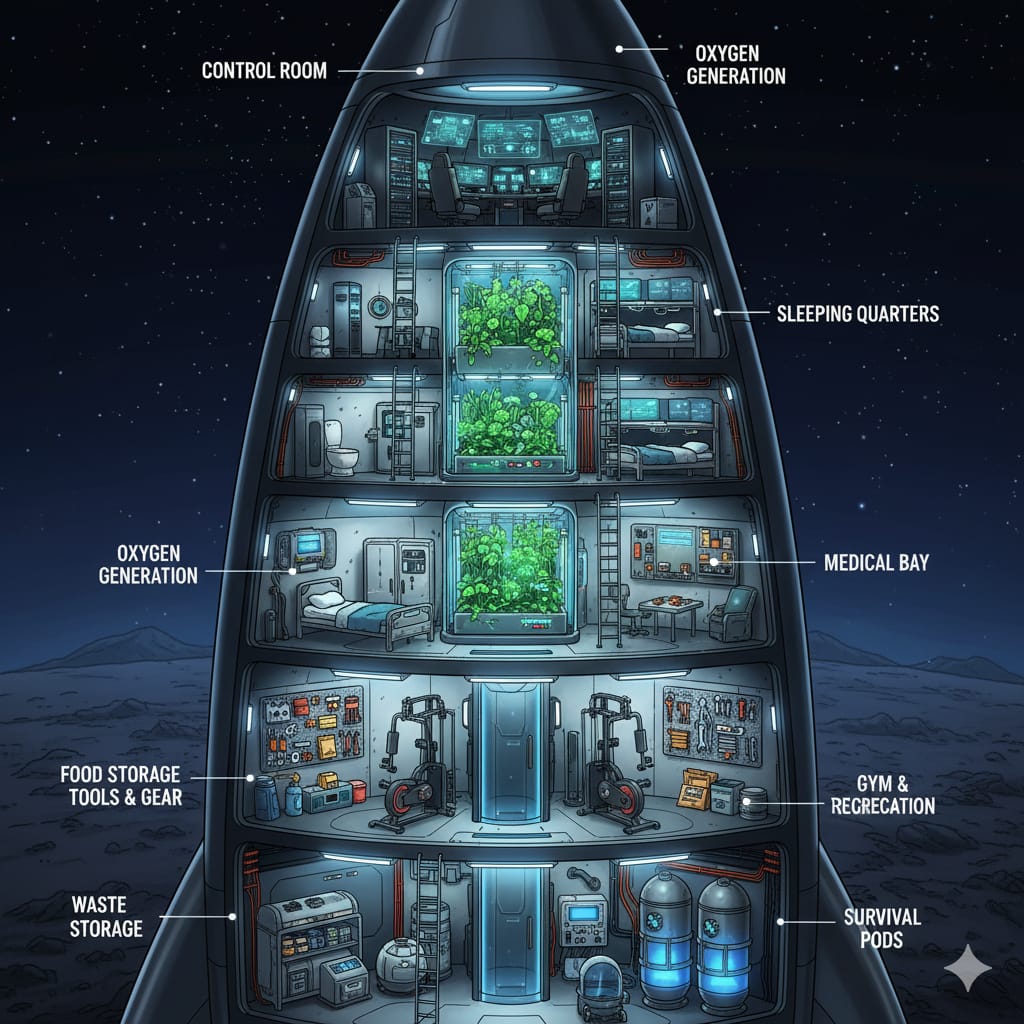 CONTROL ROOM
OXYGEN
GENERATION
SLEEPING QUARTERS
OXYGEN
GENERATION
MEDICAL BAY
FOOD STORAGE
TOOLS & GEAR
GYM &
RECRECATION
WASTE
STORAGE
SURVIVAL
PODS